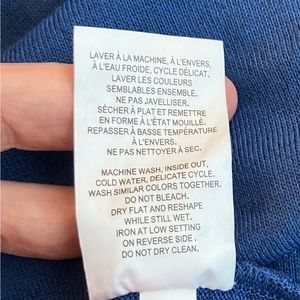 LAVER À LA MACHINE, À L'ENVERS,
À L'EAU FROIDE, CYCLE DÉLICAT.
LAVER LES COULEURS
SEMBLABLES ENSEMBLE.
NE PAS JAVELLISER.
SÉCHER À PLAT ET REMETTRE
EN FORME À L'ÉTAT MOUILLÉ.
REPASSER À BASSE TEMPÉRATURE
À L'ENVERS.
NE PAS NETTOYER À SEC.
MACHINE WASH, INSIDE OUT,
COLD WATER, DELICATE CYCLE.
WASH SIMILAR COLORS TOGETHER.
DO NOT BLEACH.
DRY FLAT AND RESHAPE
WHILE STILL WET.
IRON AT LOW SETTING
ON REVERSE SIDE .
DO NOT DRY CLEAN.